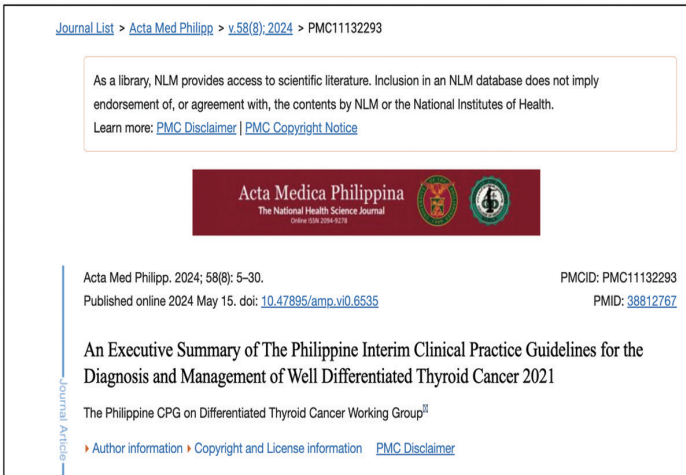 Journal List > Acta Med Philipp > v.58(8); 2024 > PMC11132293
As a library, NLM provides access to scientific literature. Inclusion in an NLM database does not imply
endorsement of, or agreement with, the contents by NLM or the National Institutes of Health.
Learn more: PMC Disclaimer | PMC Copyright Notice
Acta Medica Philippina
The National Health Science Journal
Online ISSN 2094-9278
Acta Med Philipp. 2024; 58(8): 5–30.
PMCID: PMC11132293
Published online 2024 May 15. doi: 10.47895/amp.vi0.6535
PMID: 38812767
An Executive Summary of The Philippine Interim Clinical Practice Guidelines for the
Diagnosis and Management of Well Differentiated Thyroid Cancer 2021
The Philippine CPG on Differentiated Thyroid Cancer Working Group
Journal Article
Author information Copyright and License information PMC Disclaimer